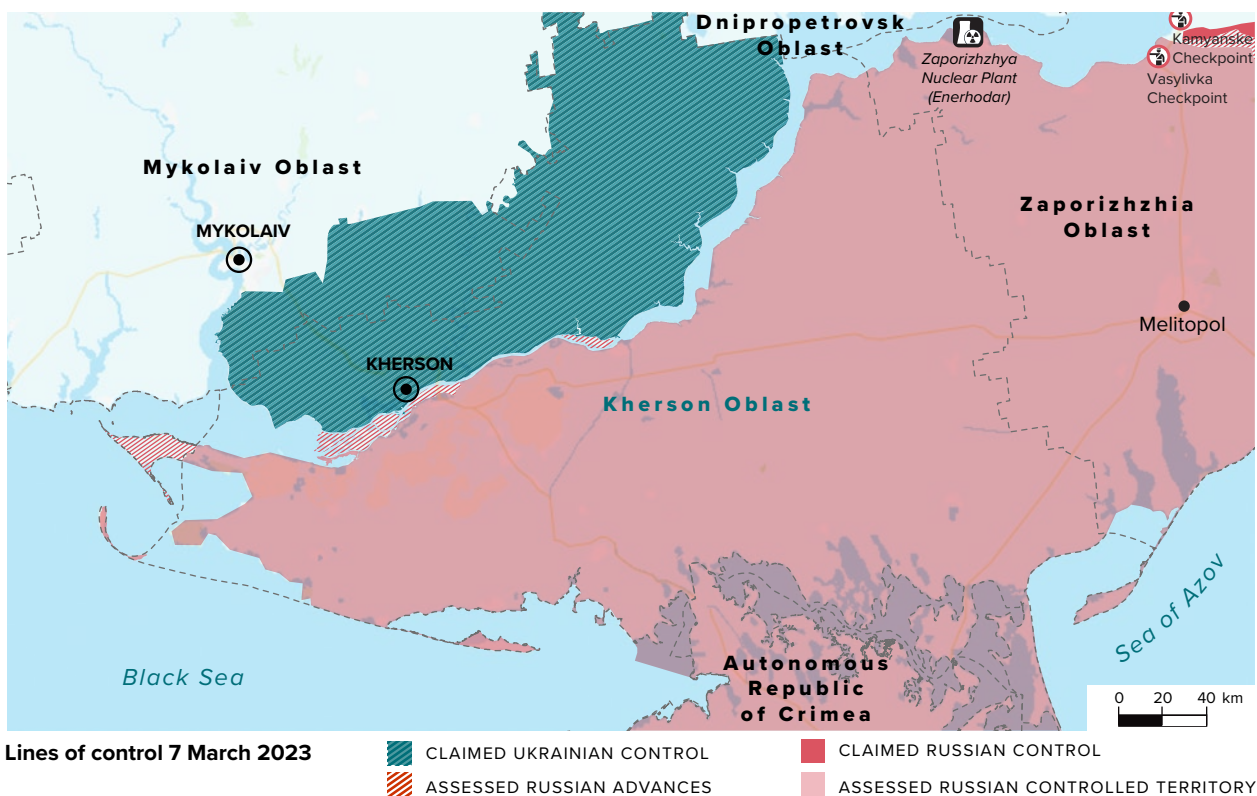 Dnipropetrovsk
Oblast
Kamyanske
Checkpoint
Zaporizhzhya
Nuclear Plant
(Enerhodar)
Vasylivka
Checkpoint
Mykolaiv Oblast
Zaporizhzhia
Oblast
MYKOLAIV
Melitopol
KHERSON
Kherson Oblast
Sea of Azov
Black Sea
Autonomous
Republic
of Crimea
0 20 40 km
Lines of control 7 March 2023
CLAIMED UKRAINIAN CONTROL
CLAIMED RUSSIAN CONTROL
ASSESSED RUSSIAN ADVANCES
ASSESSED RUSSIAN CONTROLLED TERRITORY